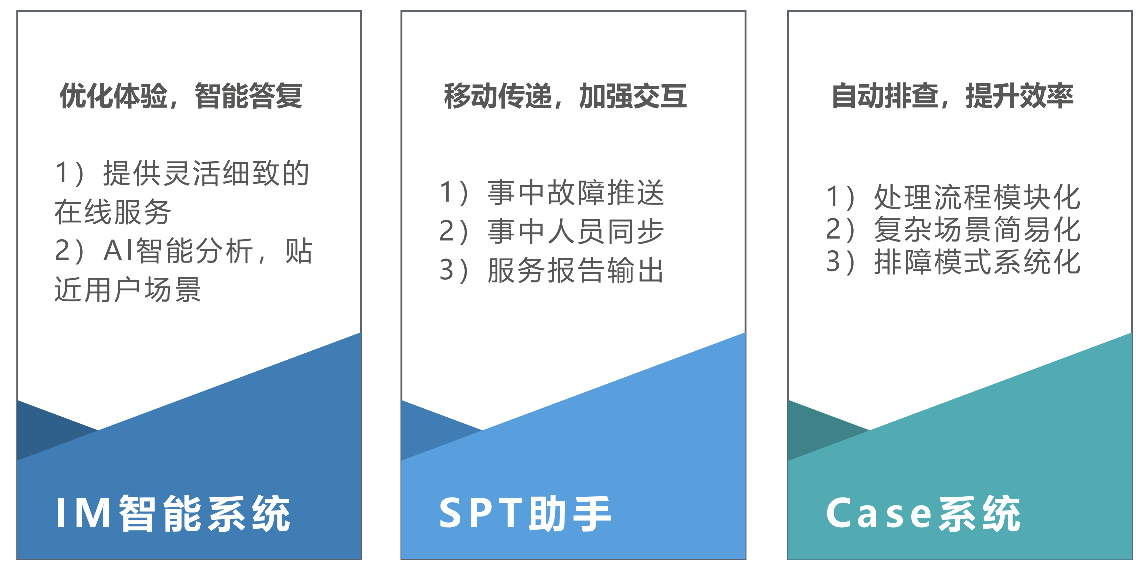 优化体验，智能答复
1）提供灵活细致的
在线服务
2）AI智能分析，贴
近用户场景
IM智能系统
移动传递，加强交互
1）事中故障推送
2）事中人员同步
3）服务报告输出
SPT助手
自动排查，提升效率
1）处理流程模块化
2）复杂场景简易化
3）排障模式系统化
Case系统